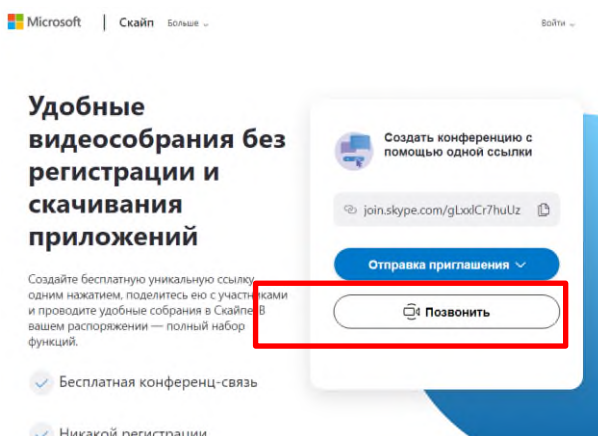 Microsoft | Скайп Больше
Войти
Удобные
видеособрания без
регистрации и
скачивания
приложений
Создайте бесплатную уникальную ссылку
одним нажатием, поделитесь ею с участниками
и проводите удобные собрания в Скайпе. В
вашем распоряжении — полный набор
функций.
Бесплатная конференц-связь
Никакой регистрации
Создать конференцию с
помощью одной ссылки
join.skype.com/gLxxlCr7huUz
Отправка приглашения
Позвонить